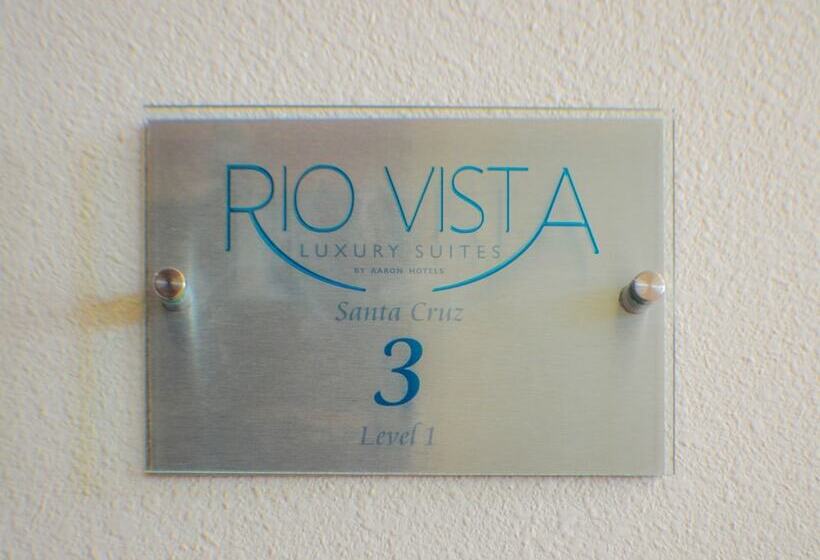 RIO VISTA
LUXURY SUITES
BY AARON HOTELS
Santa Cruz
3
Level 1